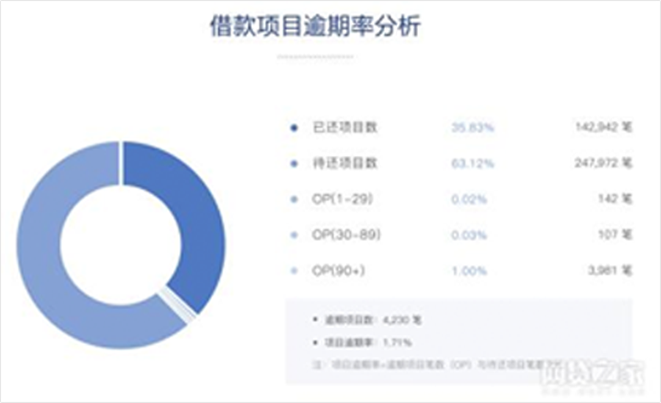 借款项目逾期率分析
已还项目数 35.83% 142,942 笔
待还项目数 63.12% 247,972 笔
OP(1-29) 0.02% 142 笔
OP(30-89) 0.03% 107 笔
OP(90+) 1.00% 3,981 笔
• 逾期项目数：4,230 笔
• 项目逾期率：1.71%
注：项目逾期率=逾期项目笔数（OP）与待还项目笔数
网贷之家